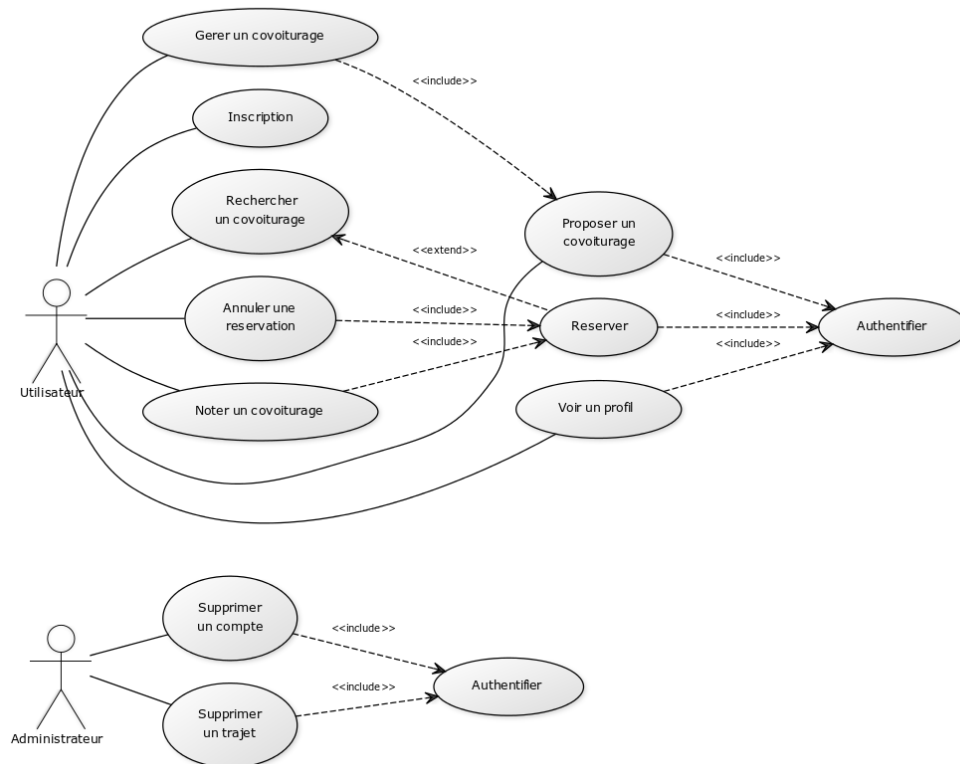 Gerer un covoiturage
<<include>>
Inscription
Rechercher
un covoiturage
Proposer un
covoiturage
<<extend>>
<<include>>
Annuler une
reservation
<<include>>
Reserver
<<include>>
Authentifier
<<include>>
<<include>>
Utilisateur
Noter un covoiturage
Voir un profil
Supprimer
un compte
<<include>>
Authentifier
<<include>>
Supprimer
un trajet
Administrateur